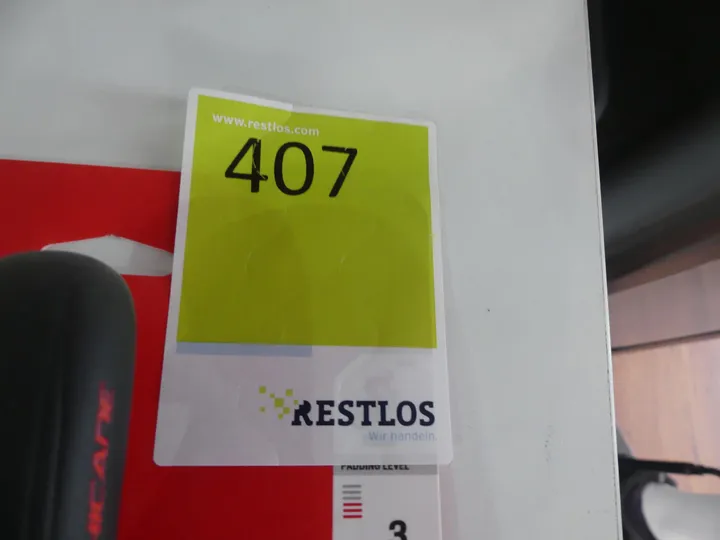 www.restlos.com
407
RESTLOS
Wir handeln
PADDING LEVEL
3